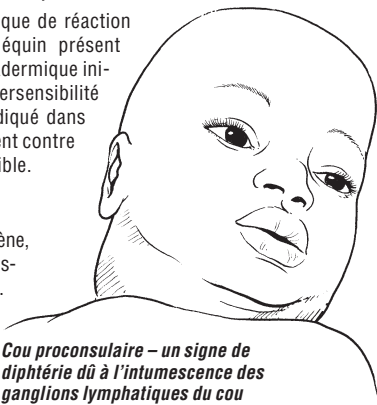 que de réaction
équin présent
dermique ini-
ersensibilité
diqué dans
ent contre
ible.
ène,
s-
.
Cou proconsulaire – un signe de
diphtérie dû à l'intumescence des
ganglions lymphatiques du cou